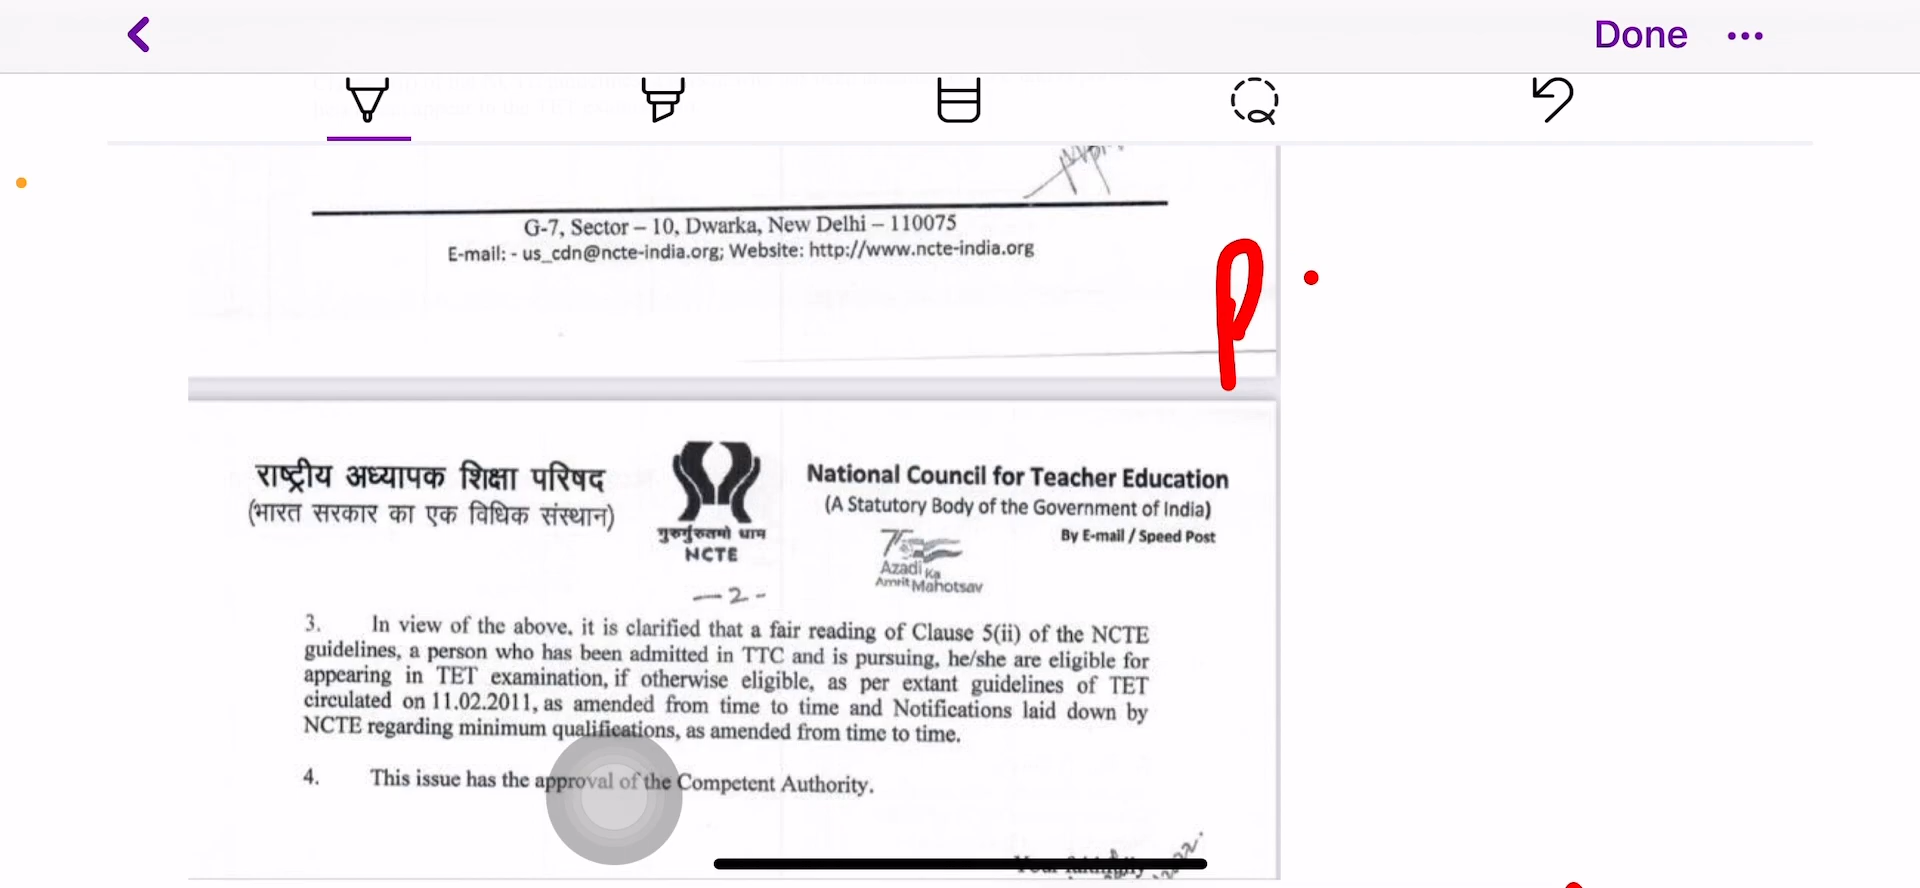 Done
G-7, Sector – 10, Dwarka, New Delhi – 110075
E-mail: - us_cdn@ncte-india.org; Website: http://www.ncte-india.org
P
राष्ट्रीय अध्यापक शिक्षा परिषद
(भारत सरकार का एक विधिक संस्थान)
गुरुर्गुरुतमो धाम
NCTE
National Council for Teacher Education
(A Statutory Body of the Government of India)
By E-mail / Speed Post
Azadi Ka
Amrit Mahotsav
-2-
3. In view of the above, it is clarified that a fair reading of Clause 5(ii) of the NCTE
guidelines, a person who has been admitted in TTC and is pursuing, he/she are eligible for
appearing in TET examination, if otherwise eligible, as per extant guidelines of TET
circulated on 11.02.2011, as amended from time to time and Notifications laid down by
NCTE regarding minimum qualifications, as amended from time to time.
4. This issue has the approval of the Competent Authority.